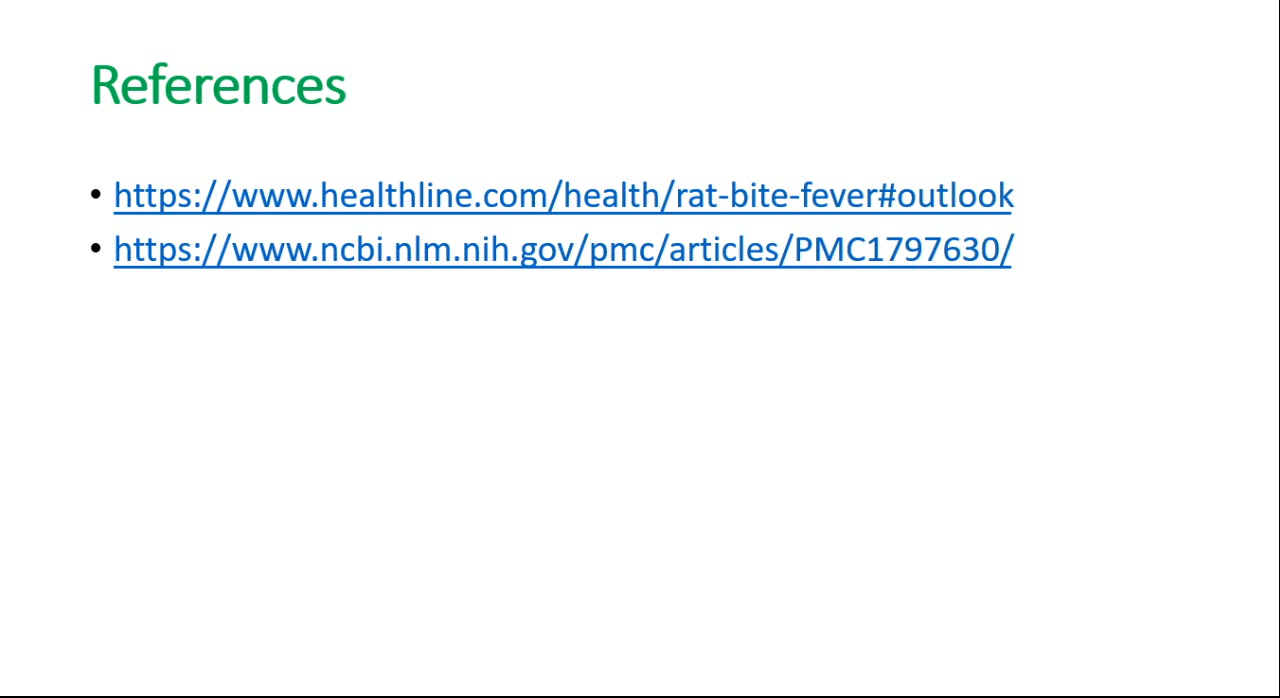 References
• https://www.healthline.com/health/rat-bite-fever#outlook
• https://www.ncbi.nlm.nih.gov/pmc/articles/PMC1797630/